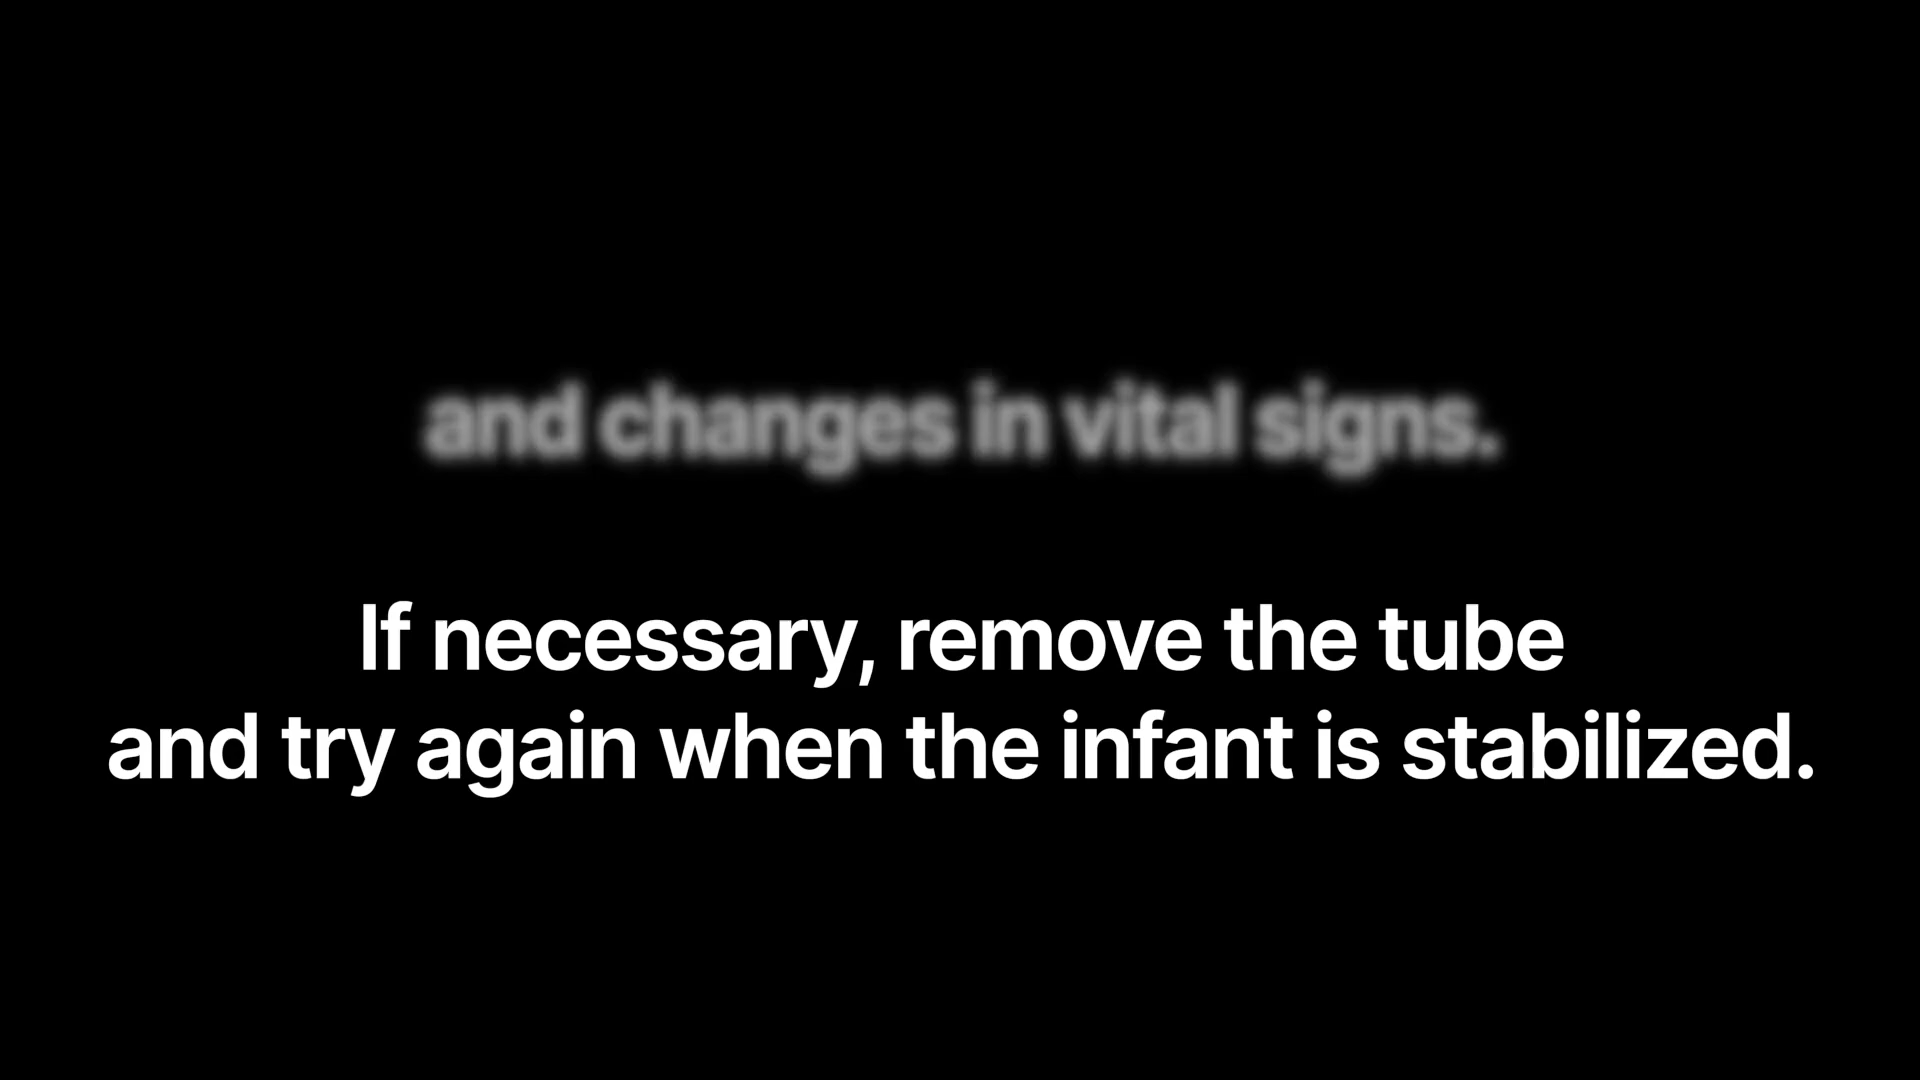 and changes in vital signs.
If necessary, remove the tube
and try again when the infant is stabilized.